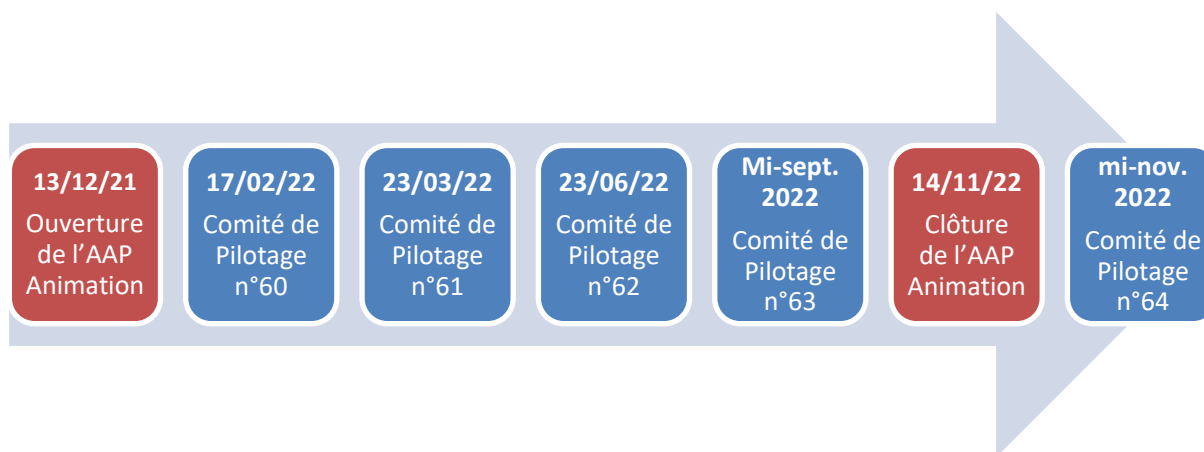 13/12/21
Ouverture
de l’AAP
Animation
17/02/22
Comité de
Pilotage
n°60
23/03/22
Comité de
Pilotage
n°61
23/06/22
Comité de
Pilotage
n°62
Mi-sept.
2022
Comité de
Pilotage
n°63
14/11/22
Clôture
de l’AAP
Animation
mi-nov.
2022
Comité de
Pilotage
n°64